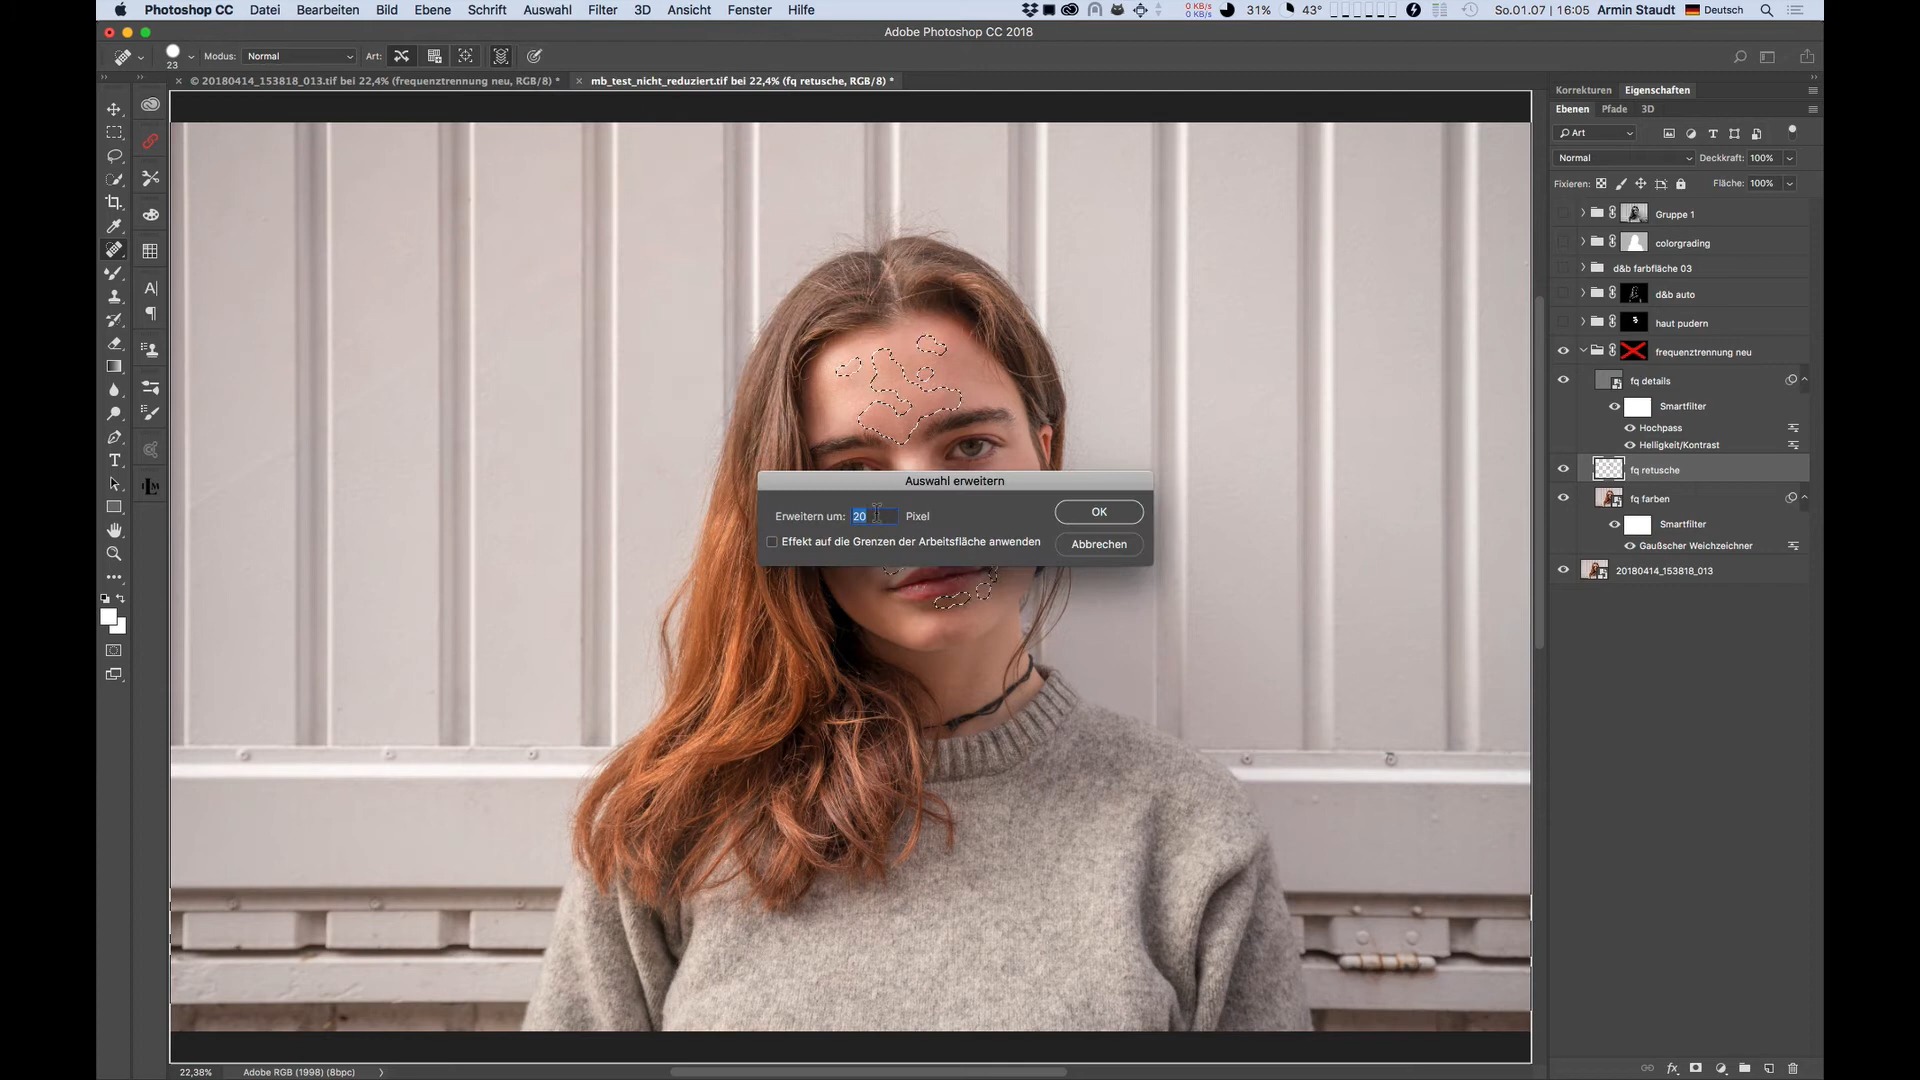 Photoshop CC Datei Bearbeiten Bild Ebene Schrift Auswahl Filter 3D Ansicht Fenster Hilfe 0 KB/s 0 KB/s 31% 43° So.01.07 16:05 Armin Staudt Deutsch
Adobe Photoshop CC 2018
23 Modus: Normal Art:
× © 20180414_153818_013.tif bei 22,4% (frequenztrennung neu, RGB/8) * × mb_test_nicht_reduziert.tif bei 22,4% (fq retusche, RGB/8) *
Korrekturen Eigenschaften
Ebenen Pfade 3D
Art
Normal Deckkraft: 100%
Fixieren: Fläche: 100%
Gruppe 1
colorgrading
d&b farbfläche 03
d&b auto
haut pudern
frequenztrennung neu
fq details
Smartfilter
Hochpass
Helligkeit/Kontrast
fq retusche
fq farben
Smartfilter
Gaußscher Weichzeichner
20180414_153818_013
Auswahl erweitern
Erweitern um: 20 Pixel OK
Effekt auf die Grenzen der Arbeitsfläche anwenden Abbrechen
22,38% Adobe RGB (1998) (8bpc)
fx